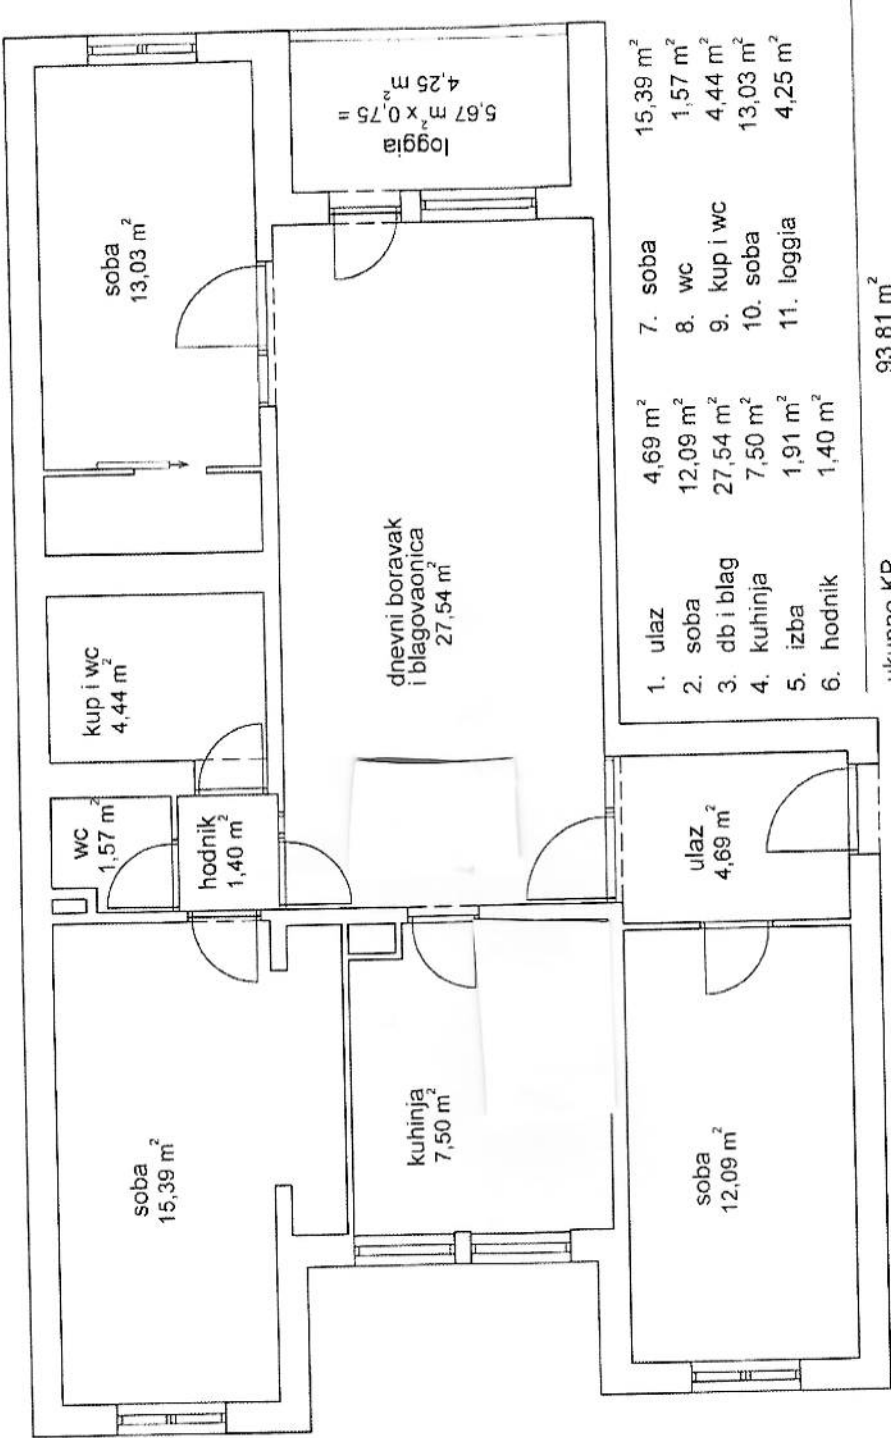 soba
15,39 m²
wc
1,57 m²
kup i wc
4,44 m²
soba
13,03 m²
hodnik
1,40 m²
kuhinja
7,50 m²
dnevni boravak
i blagovaonica
27,54 m²
loggia
5,67 m² x 0,75 =
4,25 m²
soba
12,09 m²
ulaz
4,69 m²
1. ulaz 4,69 m² 7. soba 15,39 m²
2. soba 12,09 m² 8. wc 1,57 m²
3. db i blag 27,54 m² 9. kup i wc 4,44 m²
4. kuhinja 7,50 m² 10. soba 13,03 m²
5. izba 1,91 m² 11. loggia 4,25 m²
6. hodnik 1,40 m²
ukupno KP 93,81 m²